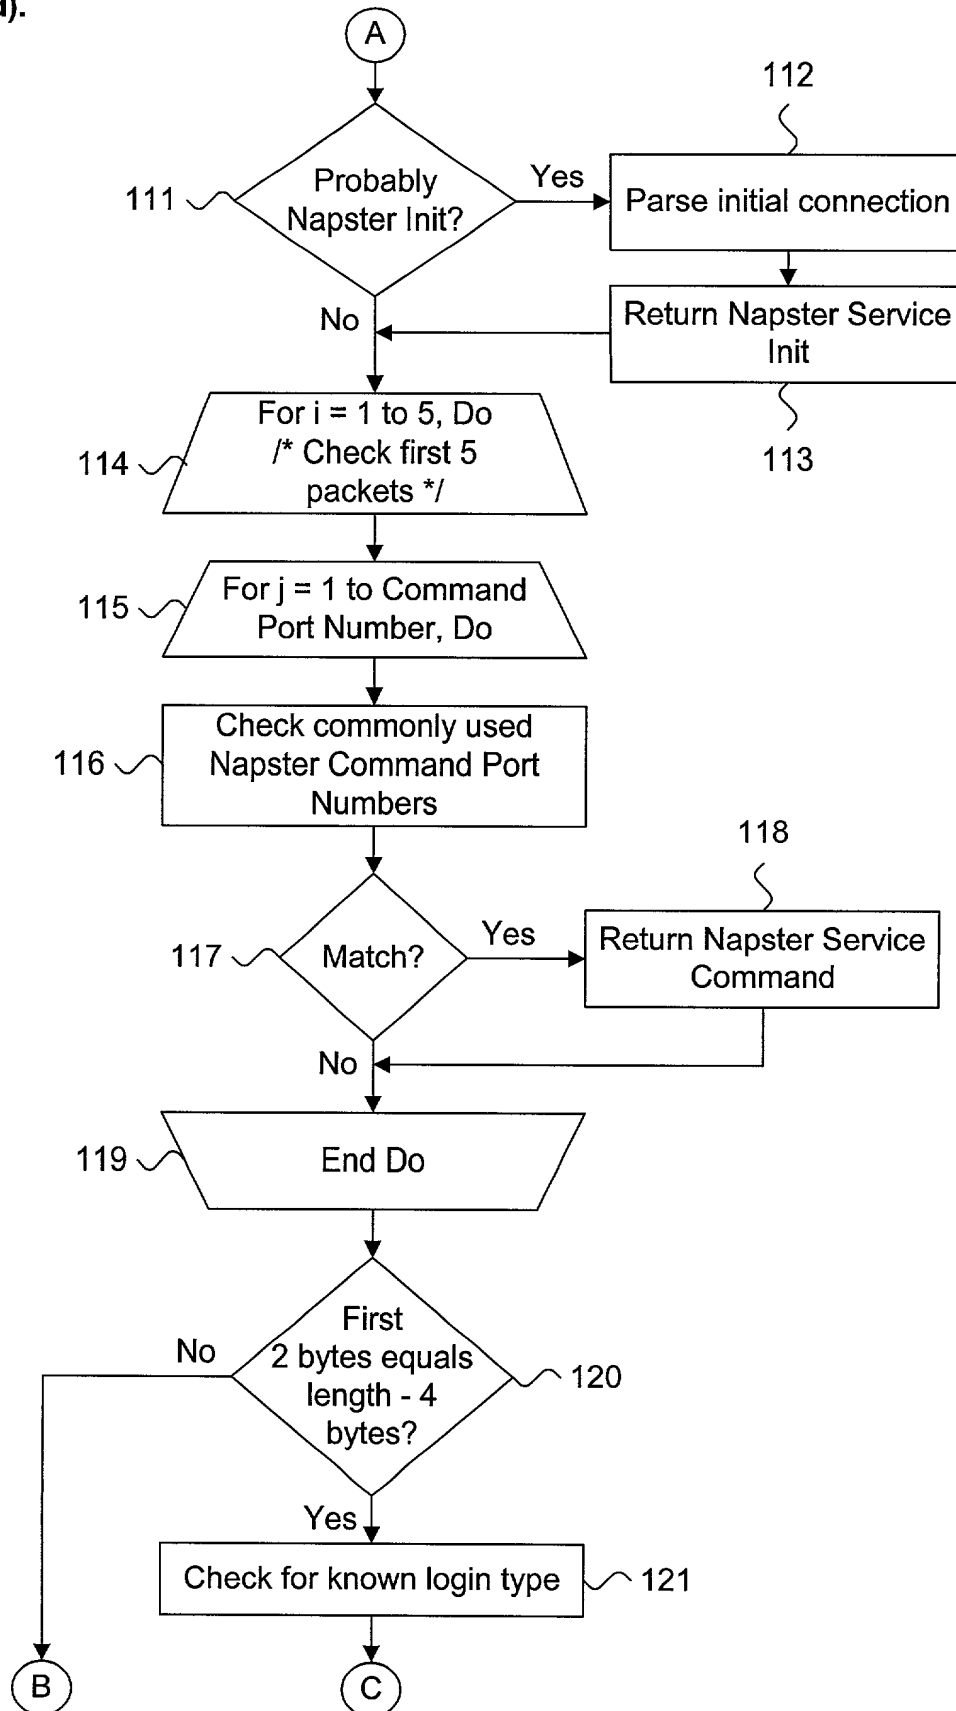 d).
A
112
Probably
Napster Init?
111
Yes
Parse initial connection
No
Return Napster Service
Init
113
For i = 1 to 5, Do
/* Check first 5
packets */
114
For j = 1 to Command
Port Number, Do
115
Check commonly used
Napster Command Port
Numbers
116
118
117
Match?
Yes
Return Napster Service
Command
No
119
End Do
First
2 bytes equals
length - 4
bytes?
No
120
Yes
Check for known login type
121
B
C